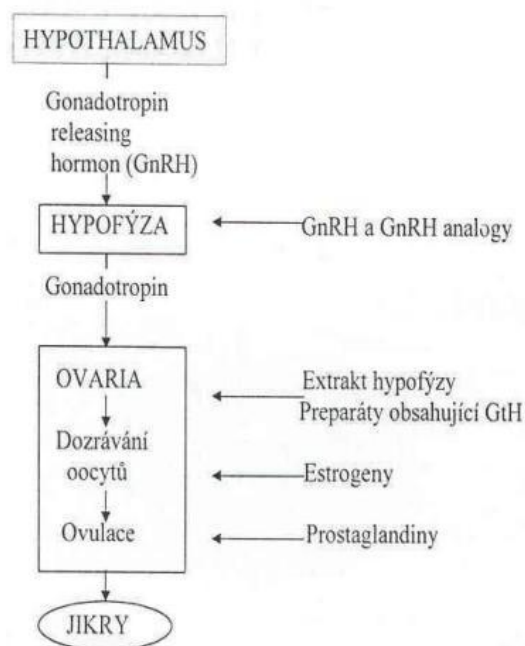 HYPOTHALAMUS
Gonadotropin
releasing
hormon (GnRH)
HYPOFÝZA
GnRH a GnRH analogy
Gonadotropin
OVARIA
Extrakt hypofýzy
Preparáty obsahující GtH
Dozrávání
oocytů
Estrogeny
Ovulace
Prostaglandiny
JIKRY